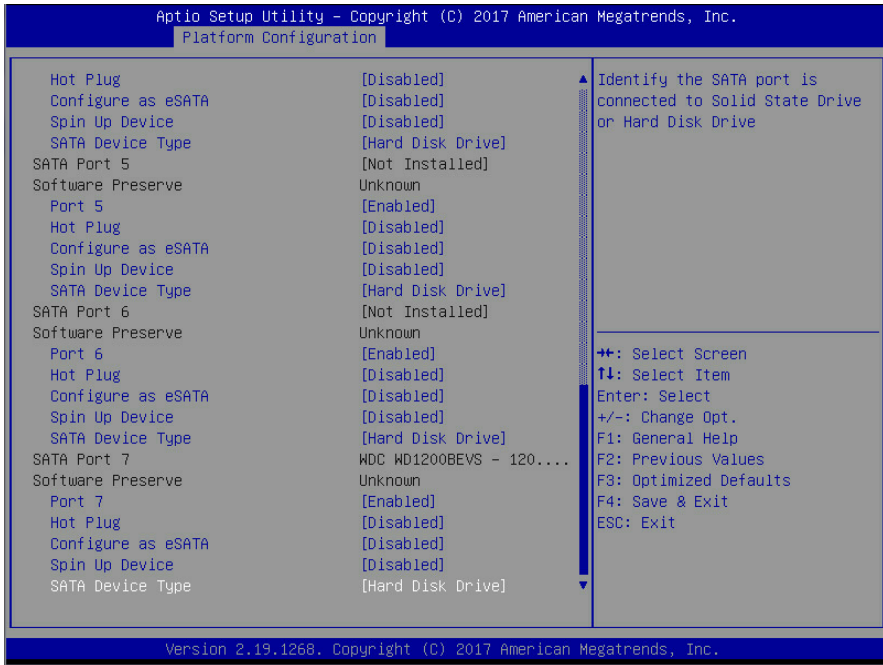 Aptio Setup Utility – Copyright (C) 2017 American Megatrends, Inc.
Platform Configuration
Hot Plug [Disabled]
Configure as eSATA [Disabled]
Spin Up Device [Disabled]
SATA Device Type [Hard Disk Drive]
SATA Port 5 [Not Installed]
Software Preserve Unknown
Port 5 [Enabled]
Hot Plug [Disabled]
Configure as eSATA [Disabled]
Spin Up Device [Disabled]
SATA Device Type [Hard Disk Drive]
SATA Port 6 [Not Installed]
Software Preserve Unknown
Port 6 [Enabled]
Hot Plug [Disabled]
Configure as eSATA [Disabled]
Spin Up Device [Disabled]
SATA Device Type [Hard Disk Drive]
SATA Port 7 WDC WD1200BEVS - 120....
Software Preserve Unknown
Port 7 [Enabled]
Hot Plug [Disabled]
Configure as eSATA [Disabled]
Spin Up Device [Disabled]
SATA Device Type [Hard Disk Drive]
Identify the SATA port is
connected to Solid State Drive
or Hard Disk Drive
→←: Select Screen
↑↓: Select Item
Enter: Select
+/-: Change Opt.
F1: General Help
F2: Previous Values
F3: Optimized Defaults
F4: Save & Exit
ESC: Exit
Version 2.19.1268. Copyright (C) 2017 American Megatrends, Inc.